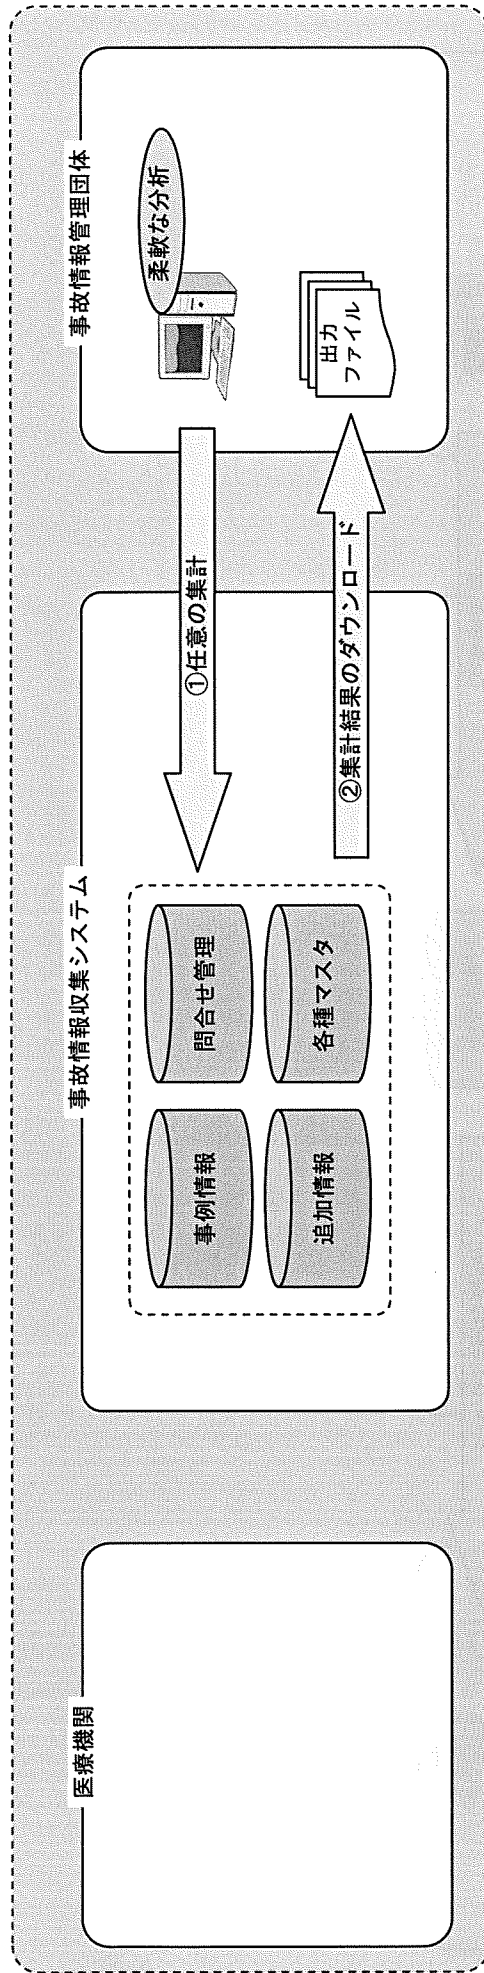 医療機関
事故情報収集システム
事例情報
問合せ管理
追加情報
各種マスタ
①任意の集計
②集計結果のダウンロード
事故情報管理団体
柔軟な分析
出力
ファイル